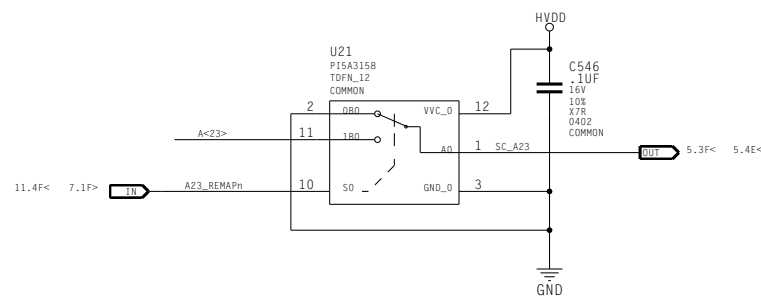 HVDD
U21
PI5A3158
TDFN_12
COMMON
C546
.1UF
16V
10%
X7R
0402
COMMON
2 0B0 VVC_0 12
A<23> 11 1B0
A0 1 SC_A23 OUT 5.3F< 5.4E<
11.4F< 7.1F> IN A23_REMAPn 10 S0 GND_0 3
GND